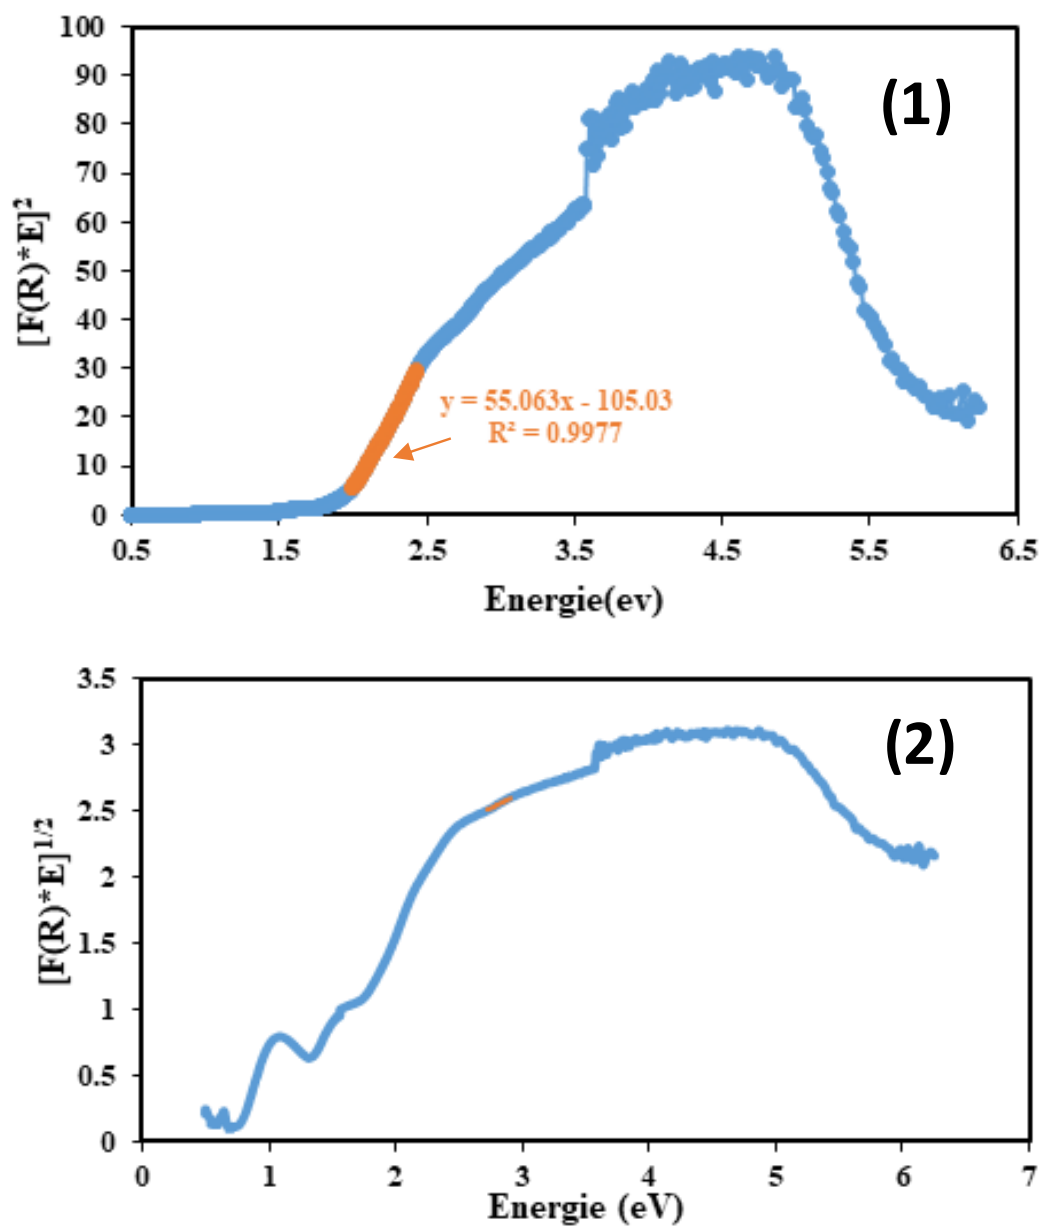 (1)
[F(R)*E]²
100
90
80
70
60
50
40
30
20
10
0
y = 55.063x - 105.03
R² = 0.9977
0.5 1.5 2.5 3.5 4.5 5.5 6.5
Energie(ev)
(2)
[F(R)*E]^1/2
3.5
3
2.5
2
1.5
1
0.5
0
0 1 2 3 4 5 6 7
Energie (eV)